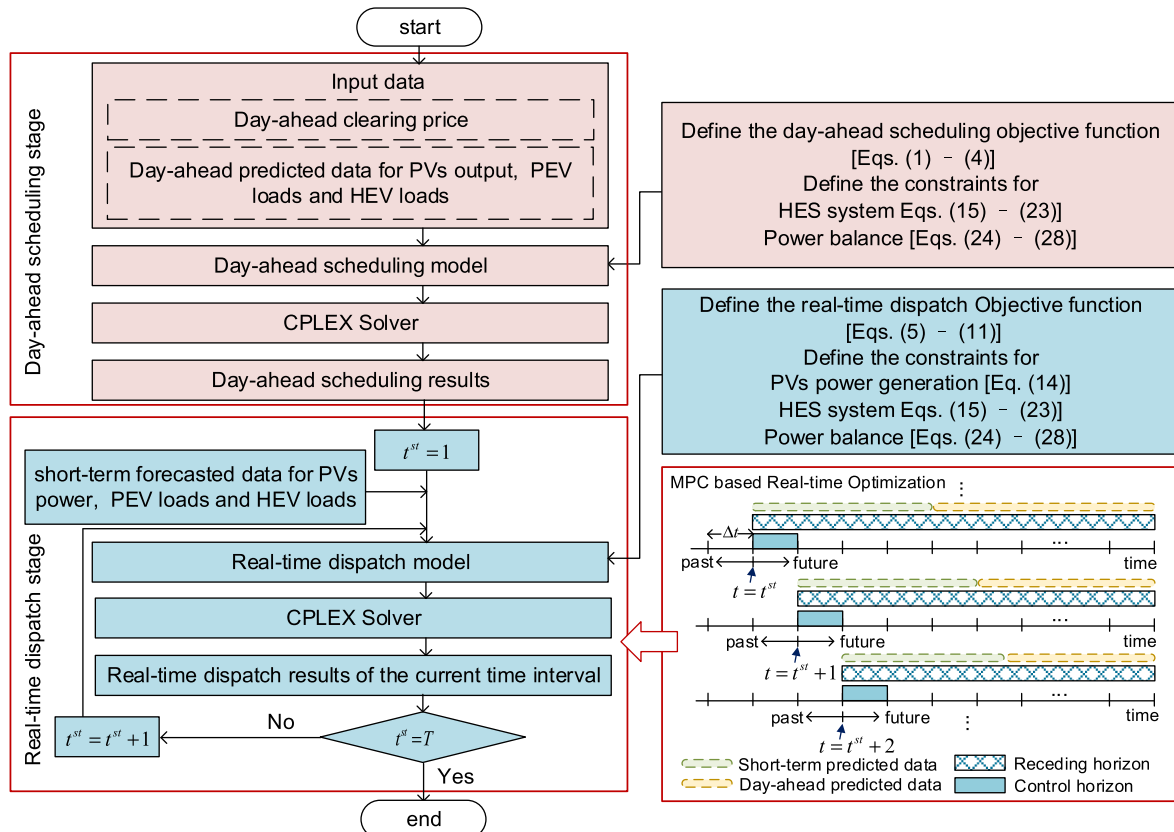 start
Day-ahead scheduling stage
Input data
Day-ahead clearing price
Day-ahead predicted data for PVs output, PEV
loads and HEV loads
Day-ahead scheduling model
CPLEX Solver
Day-ahead scheduling results
Define the day-ahead scheduling objective function
[Eqs. (1) – (4)]
Define the constraints for
HES system Eqs. (15) – (23)]
Power balance [Eqs. (24) – (28)]
Define the real-time dispatch Objective function
[Eqs. (5) – (11)]
Define the constraints for
PVs power generation [Eq. (14)]
HES system Eqs. (15) – (23)]
Power balance [Eqs. (24) – (28)]
Real-time dispatch stage
t^{st} = 1
short-term forecasted data for PVs
power, PEV loads and HEV loads
Real-time dispatch model
CPLEX Solver
Real-time dispatch results of the current time interval
t^{st} = T
No
t^{st} = t^{st} + 1
Yes
end
MPC based Real-time Optimization
⋮
Δt
...
past future time
t = t^{st}
...
past future time
t = t^{st} + 1
...
past future time
t = t^{st} + 2
⋮
Short-term predicted data
Receding horizon
Day-ahead predicted data
Control horizon